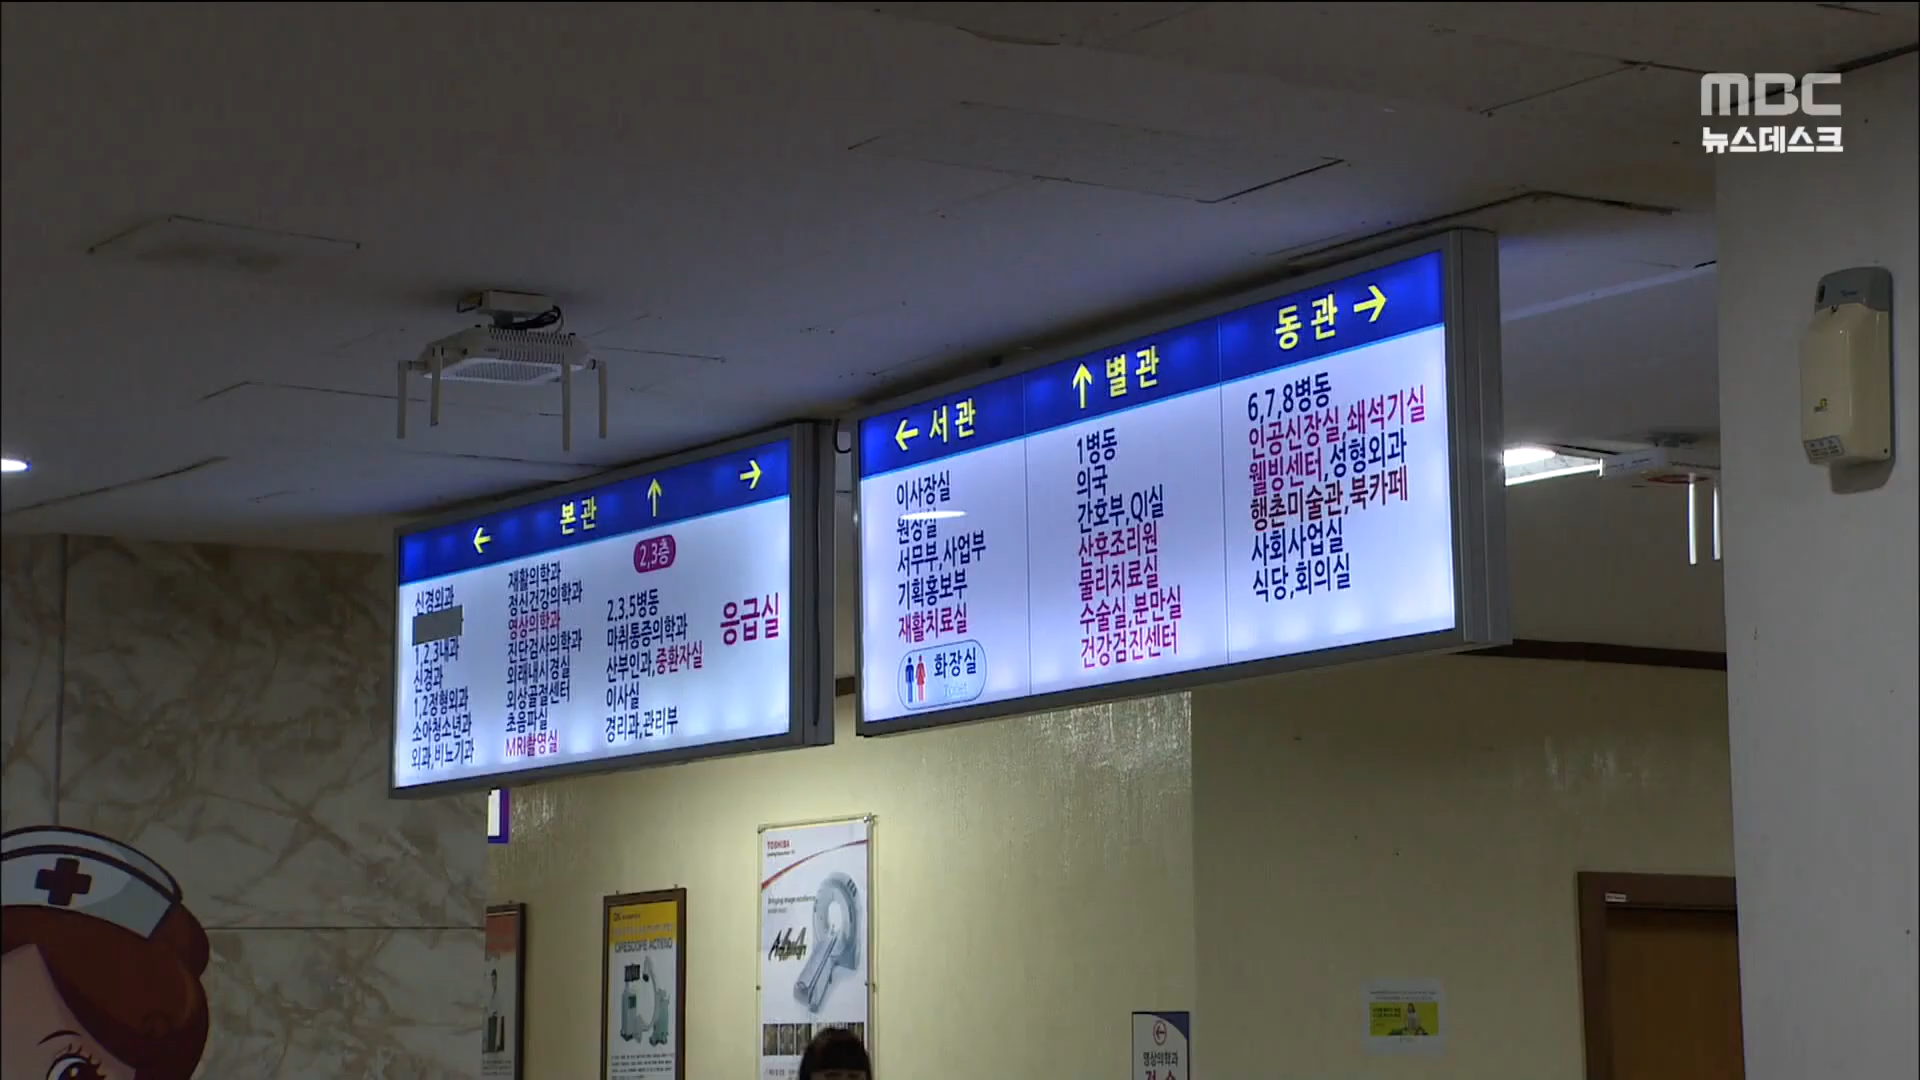 MBC
뉴스데스크
← 본관 ↑ →
신경외과
1,2,3내과
신경과
1,2정형외과
소아청소년과
외과,비뇨기과
재활의학과
정신건강의학과
영상의학과
진단검사의학과
외래내시경실
외상골절센터
초음파실
MRI촬영실
2,3층
2.3.5병동
마취통증의학과
산부인과,중환자실
이사실
경리과,관리부
응급실
← 서관
이사장실
원장실
서무부,사업부
기획홍보부
재활치료실
화장실
Toilet
↑ 별관
1병동
의국
간호부,QI실
산후조리원
물리치료실
수술실,분만실
건강검진센터
동관 →
6,7,8병동
인공신장실,쇄석기실
웰빙센터,성형외과
행촌미술관,북카페
사회사업실
식당,회의실
TOSHIBA
영상의학과